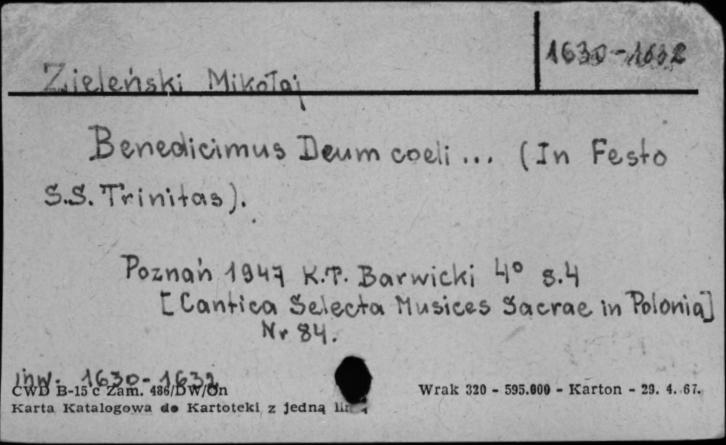 1630-1632
Zieleński Mikołaj
Benedicimus Deum coeli... (In Festo
S.S. Trinitas).
Poznań 1947 K.T. Barwicki 4° s.4
[Cantica Selecta Musices Sacrae in Polonia]
Nr 84.
inw. 1630-1632
CWD B-15 c Zam. 486/DW/On Wrak 320 - 595.000 - Karton - 29. 4. 67.
Karta Katalogowa do Kartoteki z jedną